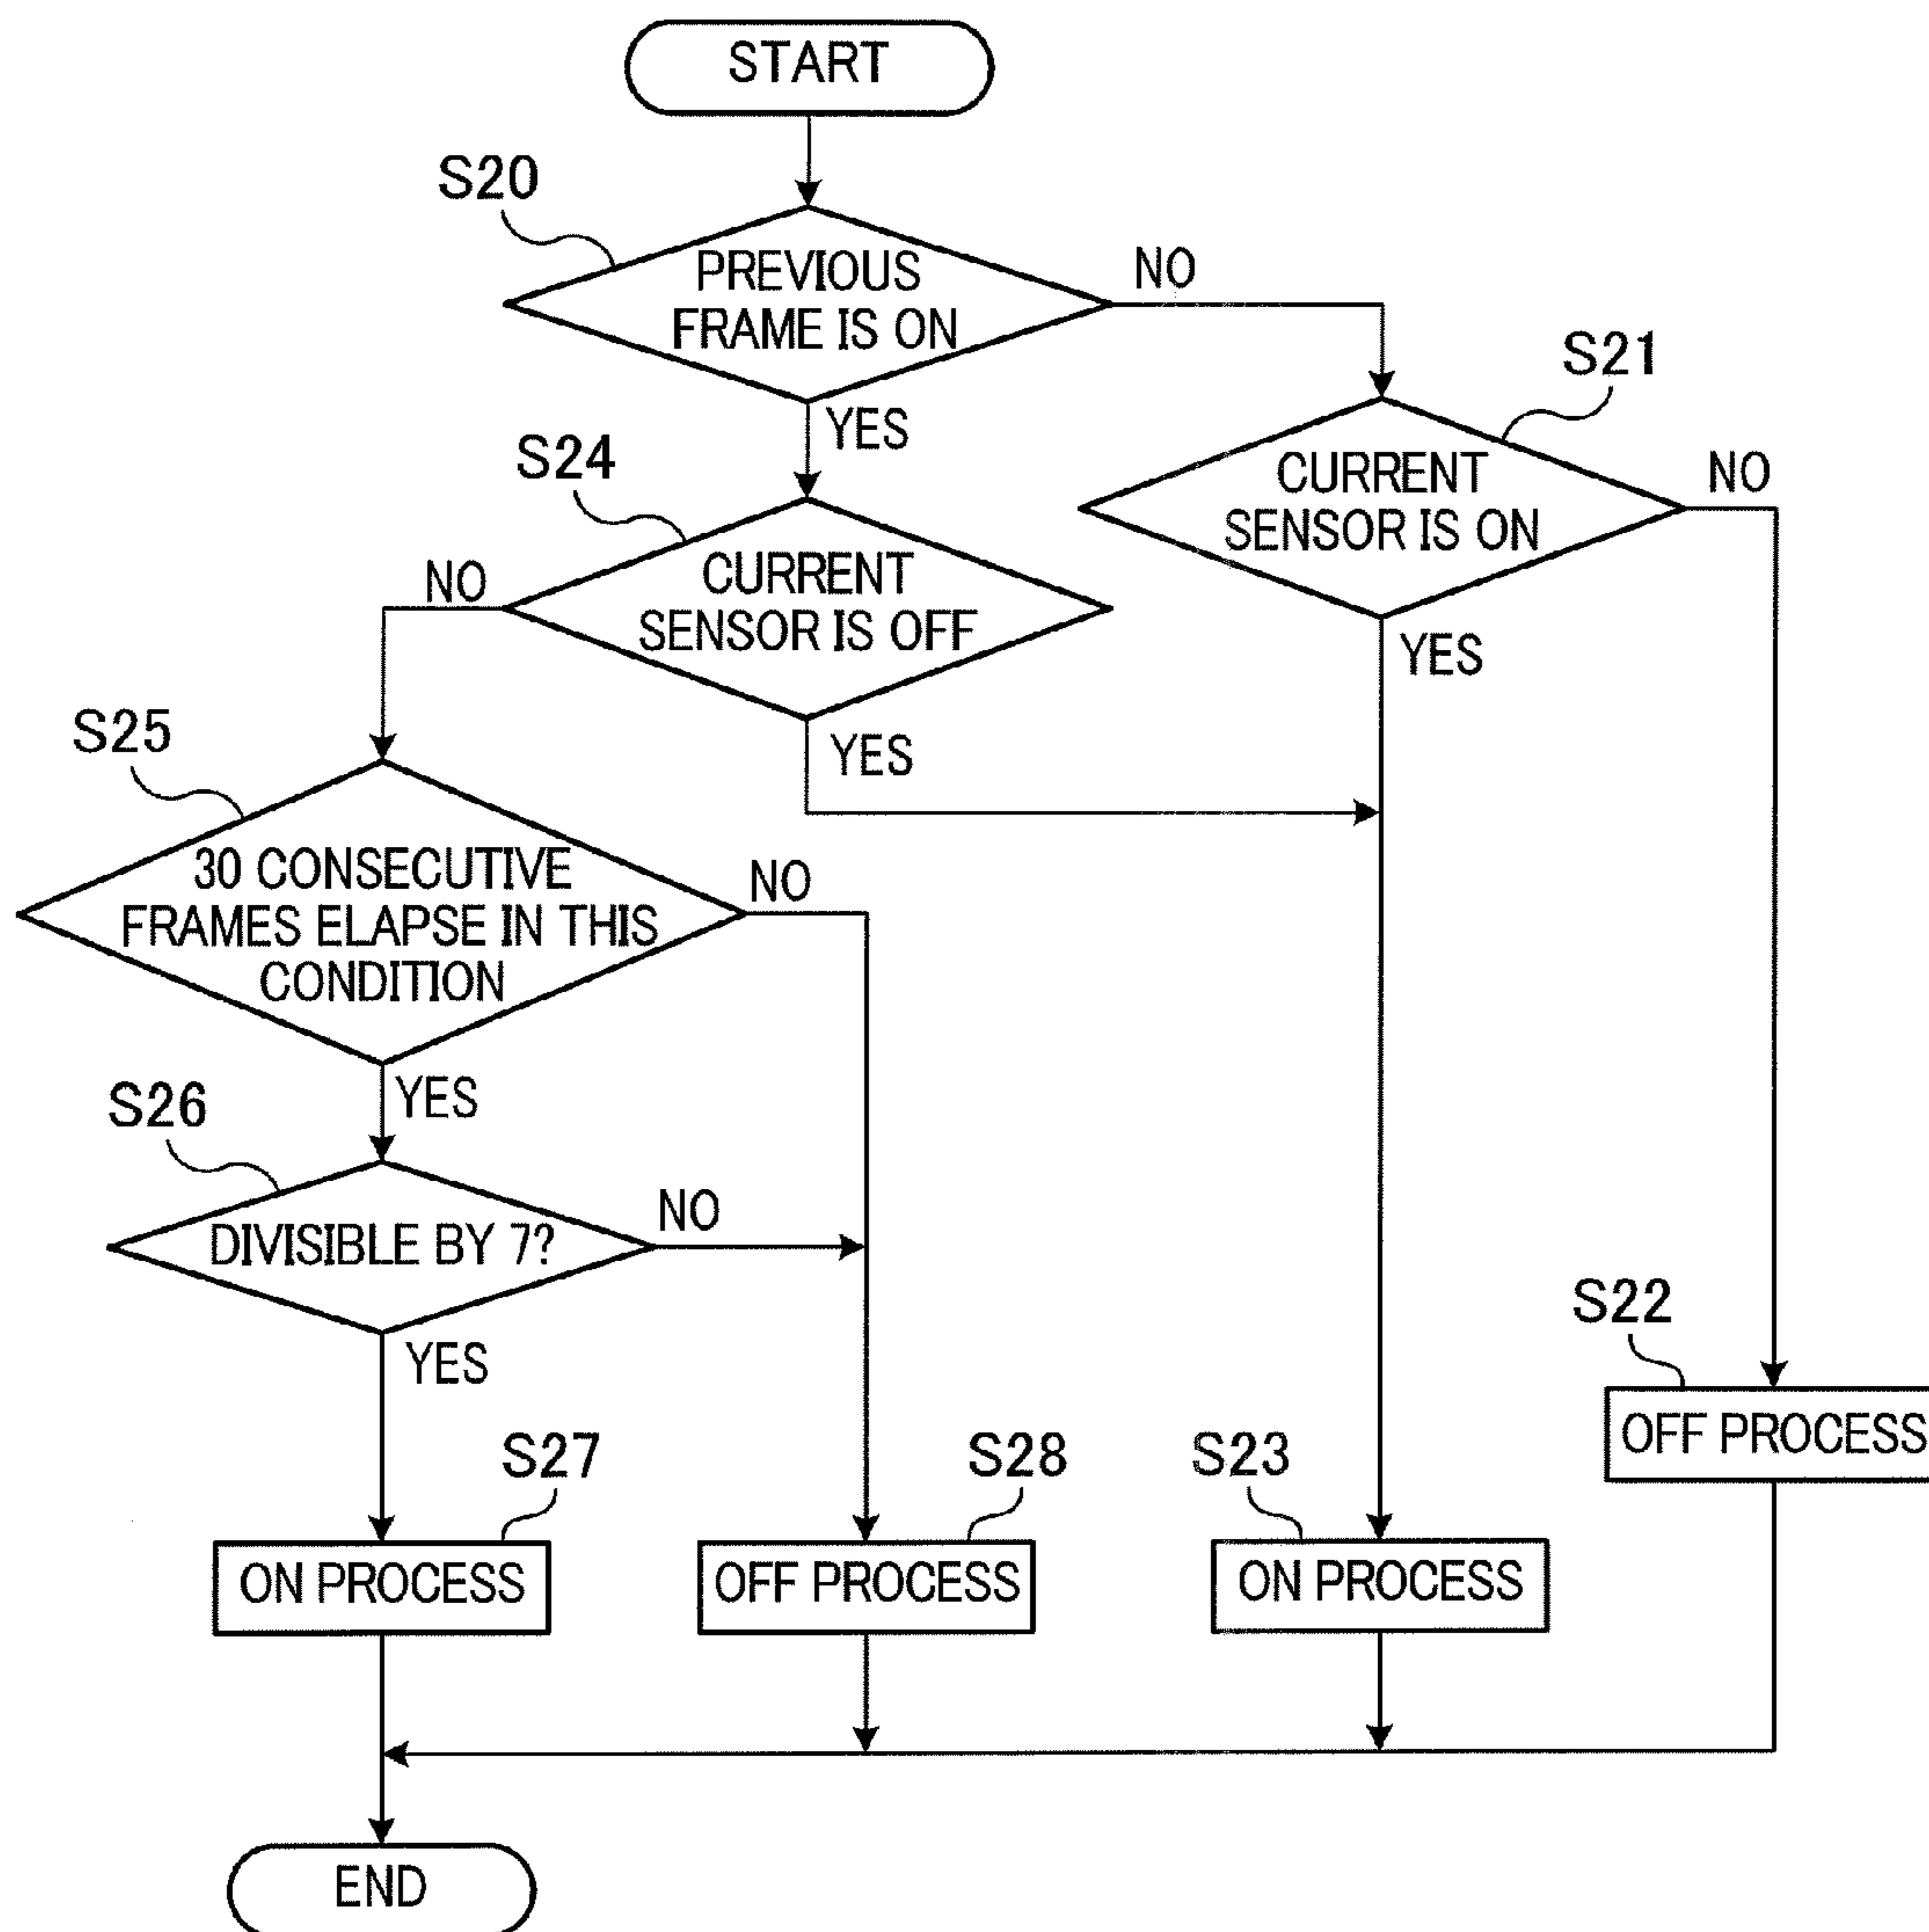 START
S20
PREVIOUS
FRAME IS ON
NO
YES
S21
CURRENT
SENSOR IS ON
NO
YES
S24
CURRENT
SENSOR IS OFF
NO
YES
S25
30 CONSECUTIVE
FRAMES ELAPSE IN THIS
CONDITION
NO
YES
S26
DIVISIBLE BY 7?
NO
YES
S22
OFF PROCESS
S27
ON PROCESS
S28
OFF PROCESS
S23
ON PROCESS
END